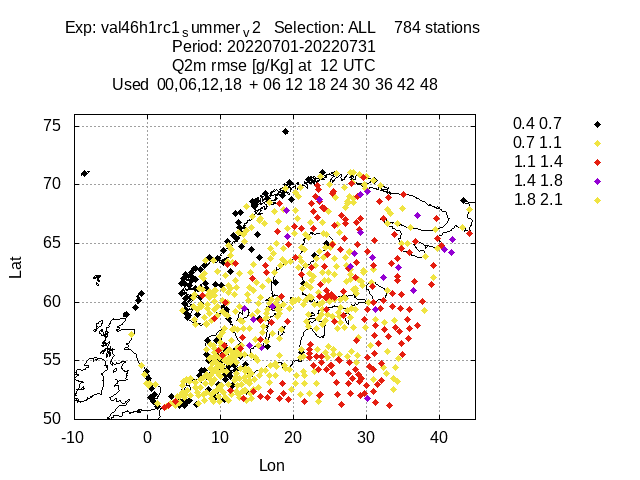 Exp: val46h1rc1summerv2 Selection: ALL 784 stations
Period: 20220701-20220731
Q2m rmse [g/Kg] at 12 UTC
Used 00,06,12,18 + 06 12 18 24 30 36 42 48
0.4 0.7
0.7 1.1
1.1 1.4
1.4 1.8
1.8 2.1
75
70
65
60
55
50
Lat
-10 0 10 20 30 40
Lon